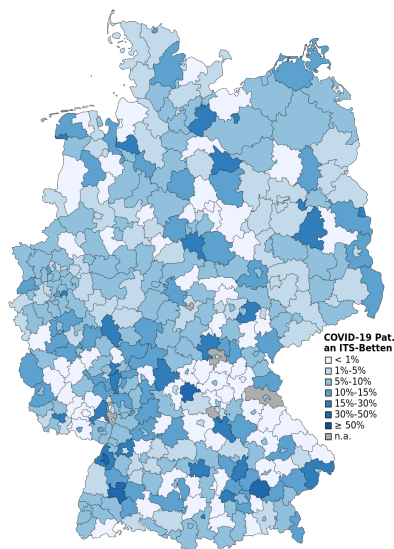 COVID-19 Pat.
an ITS-Betten
< 1%
1%-5%
5%-10%
10%-15%
15%-30%
30%-50%
≥ 50%
n.a.